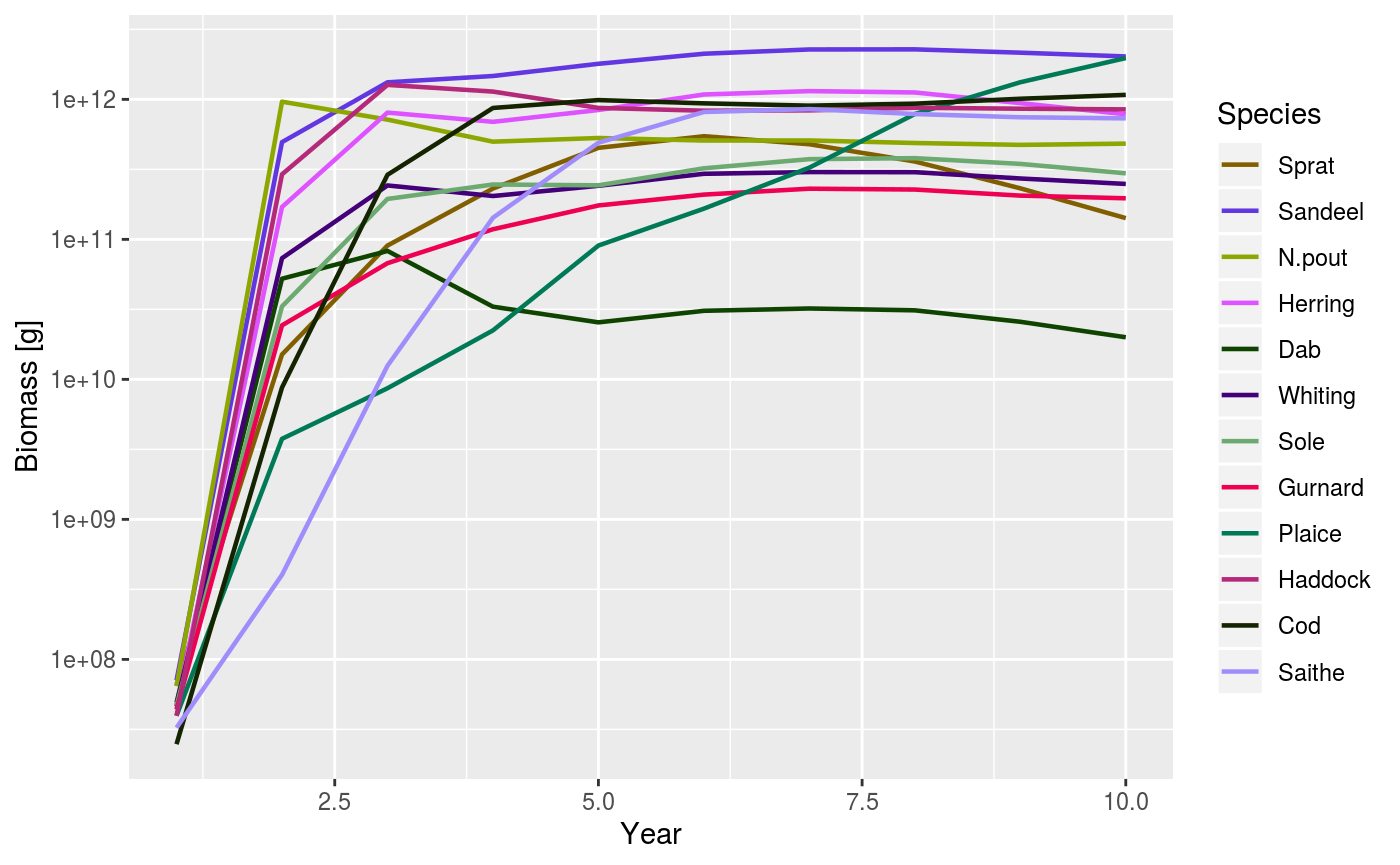 1e+12
1e+11
1e+10
1e+09
1e+08
Biomass [g]
2.5
5.0
7.5
10.0
Year
Species
Sprat
Sandeel
N.pout
Herring
Dab
Whiting
Sole
Gurnard
Plaice
Haddock
Cod
Saithe